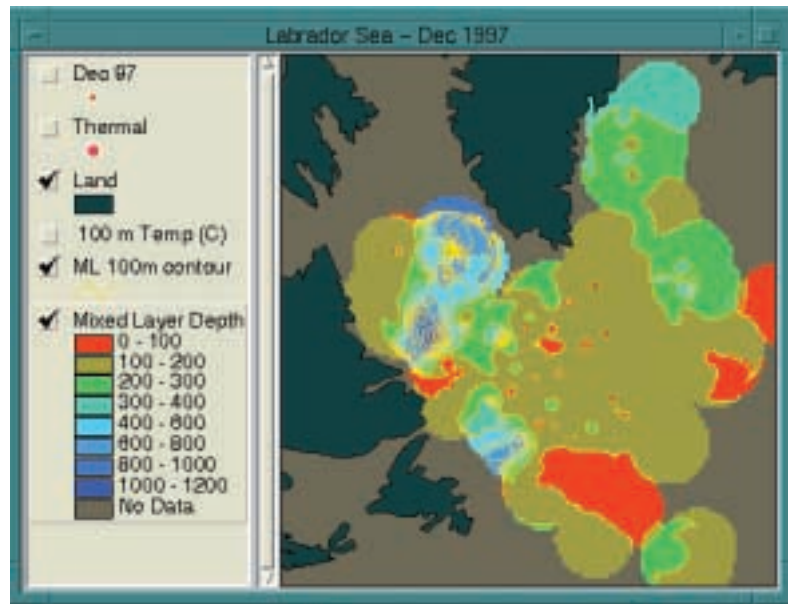 Labrador Sea - Dec 1997
Dec 97
Thermal
Land
100 m Temp (C)
ML 100m contour
Mixed Layer Depth
0 - 100
100 - 200
200 - 300
300 - 400
400 - 600
600 - 800
800 - 1000
1000 - 1200
No Data